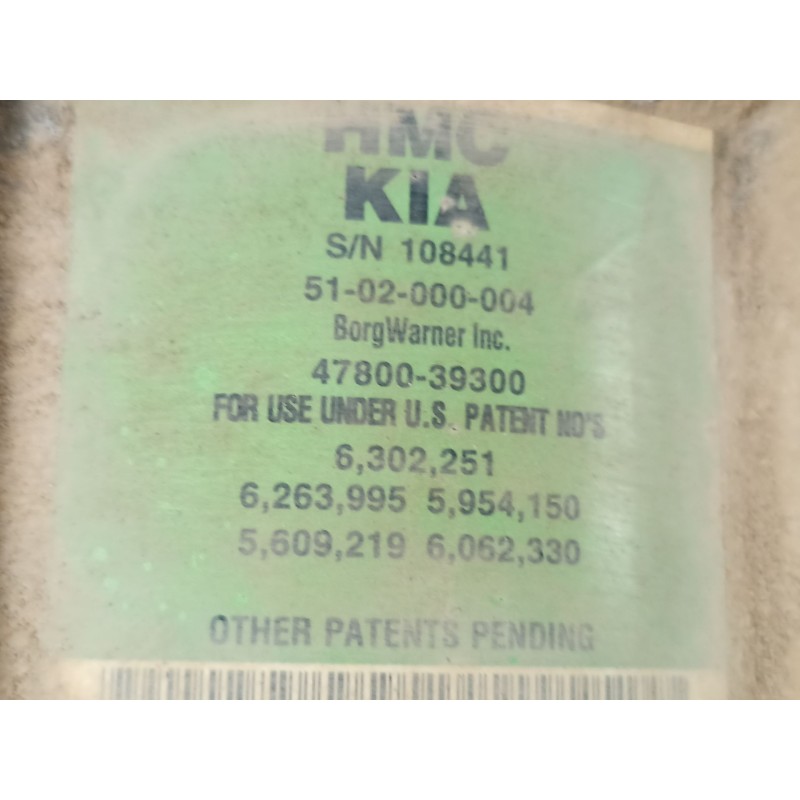 HMC
KIA
S/N 108441
51-02-000-004
BorgWarner Inc.
47800-39300
FOR USE UNDER U.S. PATENT NO'S
6,302,251
6,263,995 5,954,150
5,609,219 6,062,330
OTHER PATENTS PENDING